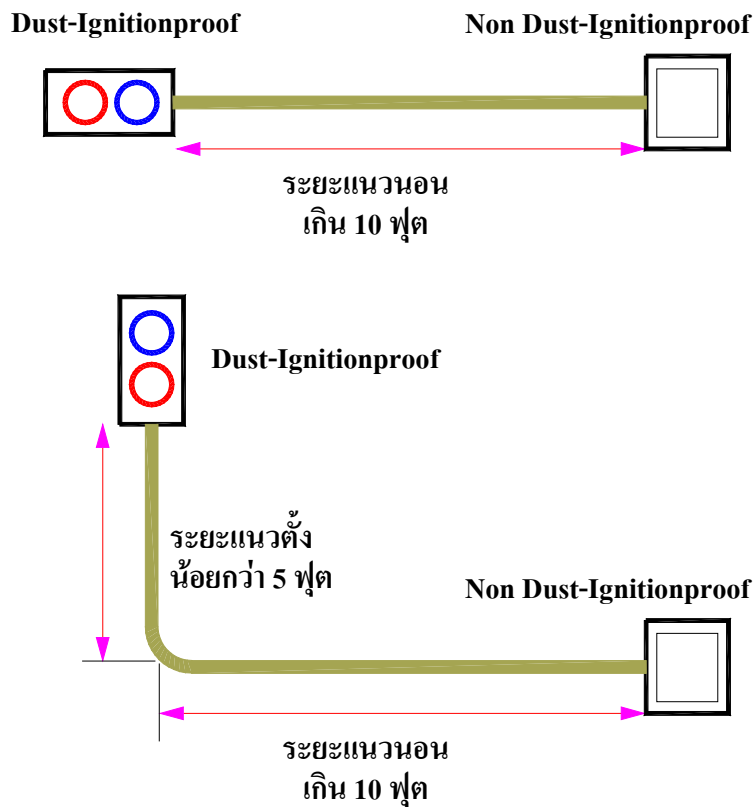 Dust-Ignitionproof
Non Dust-Ignitionproof
ระยะแนวนอน
เกิน 10 ฟุต
Dust-Ignitionproof
ระยะแนวตั้ง
น้อยกว่า 5 ฟุต
Non Dust-Ignitionproof
ระยะแนวนอน
เกิน 10 ฟุต